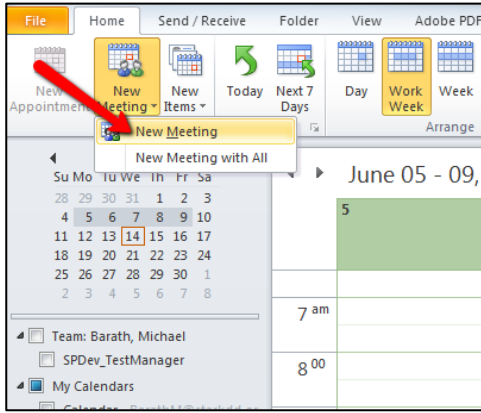 File Home Send / Receive Folder View Adobe PDF
New Appointment New Meeting New Items Today Next 7 Days Day Work Week Week
Arrange
New Meeting
New Meeting with All
June 05 - 09,
Su Mo Tu We Th Fr Sa
28 29 30 31 1 2 3
4 5 6 7 8 9 10
11 12 13 14 15 16 17
18 19 20 21 22 23 24
25 26 27 28 29 30 1
2 3 4 5 6 7 8
5
7 am
8 00
Team: Barath, Michael
SPDev_TestManager
My Calendars
Calendar